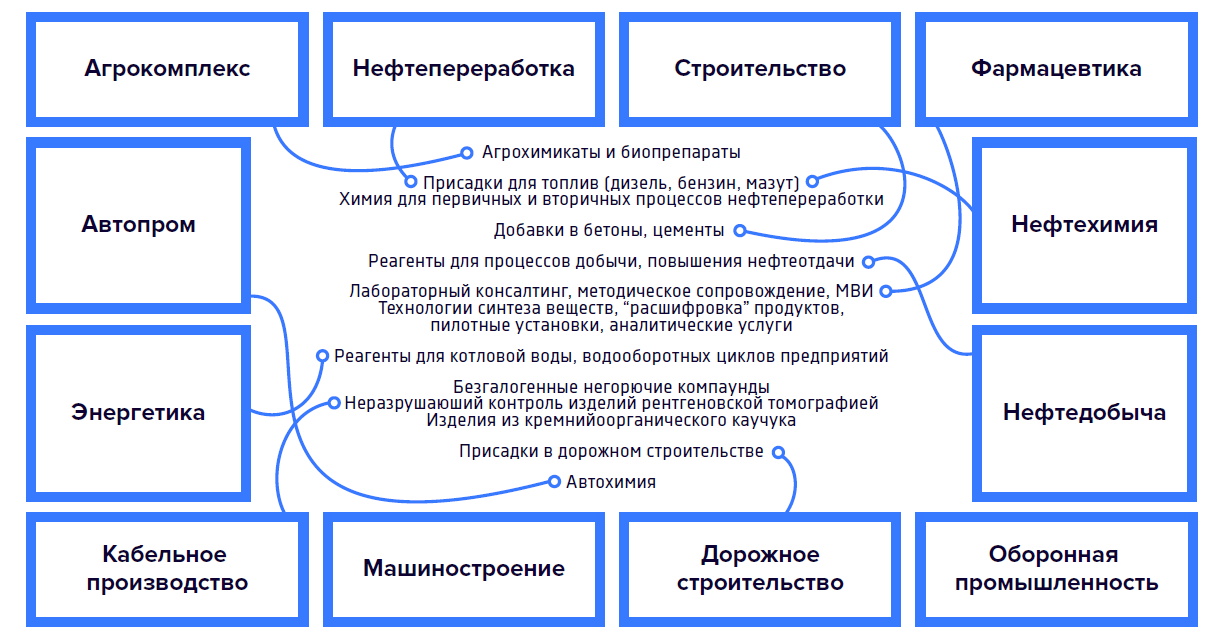 Агрокомплекс
Нефтепереработка
Строительство
Фармацевтика
Автопром
Энергетика
Агрохимикаты и биопрепараты
Присадки для топлив (дизель, бензин, мазут)
Химия для первичных и вторичных процессов нефтепереработки
Добавки в бетоны, цементы
Реагенты для процессов добычи, повышения нефтеотдачи
Лабораторный консалтинг, методическое сопровождение, МВИ
Технологии синтеза веществ, “расшифровка” продуктов,
пилотные установки, аналитические услуги
Реагенты для котловой воды, водооборотных циклов предприятий
Безгалогенные негорючие компаунды
Неразрушаюший контроль изделий рентгеновской томографией
Изделия из кремнийоорганического каучука
Присадки в дорожном строительстве
Автохимия
Нефтехимия
Нефтедобыча
Кабельное
производство
Машиностроение
Дорожное
строительство
Оборонная
промышленность